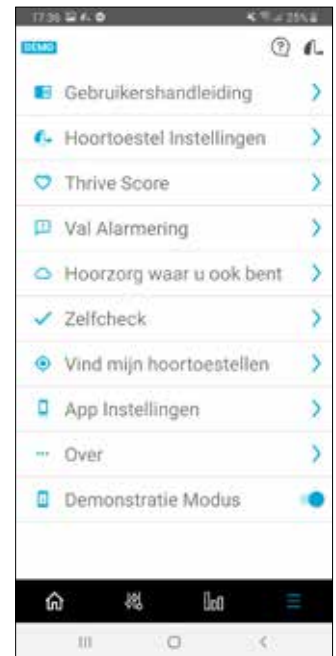 17:36 25%
DEMO
Gebruikershandleiding
Hoortoestel Instellingen
Thrive Score
Val Alarmering
Hoorzorg waar u ook bent
Zelfcheck
Vind mijn hoortoestellen
App Instellingen
Over
Demonstratie Modus